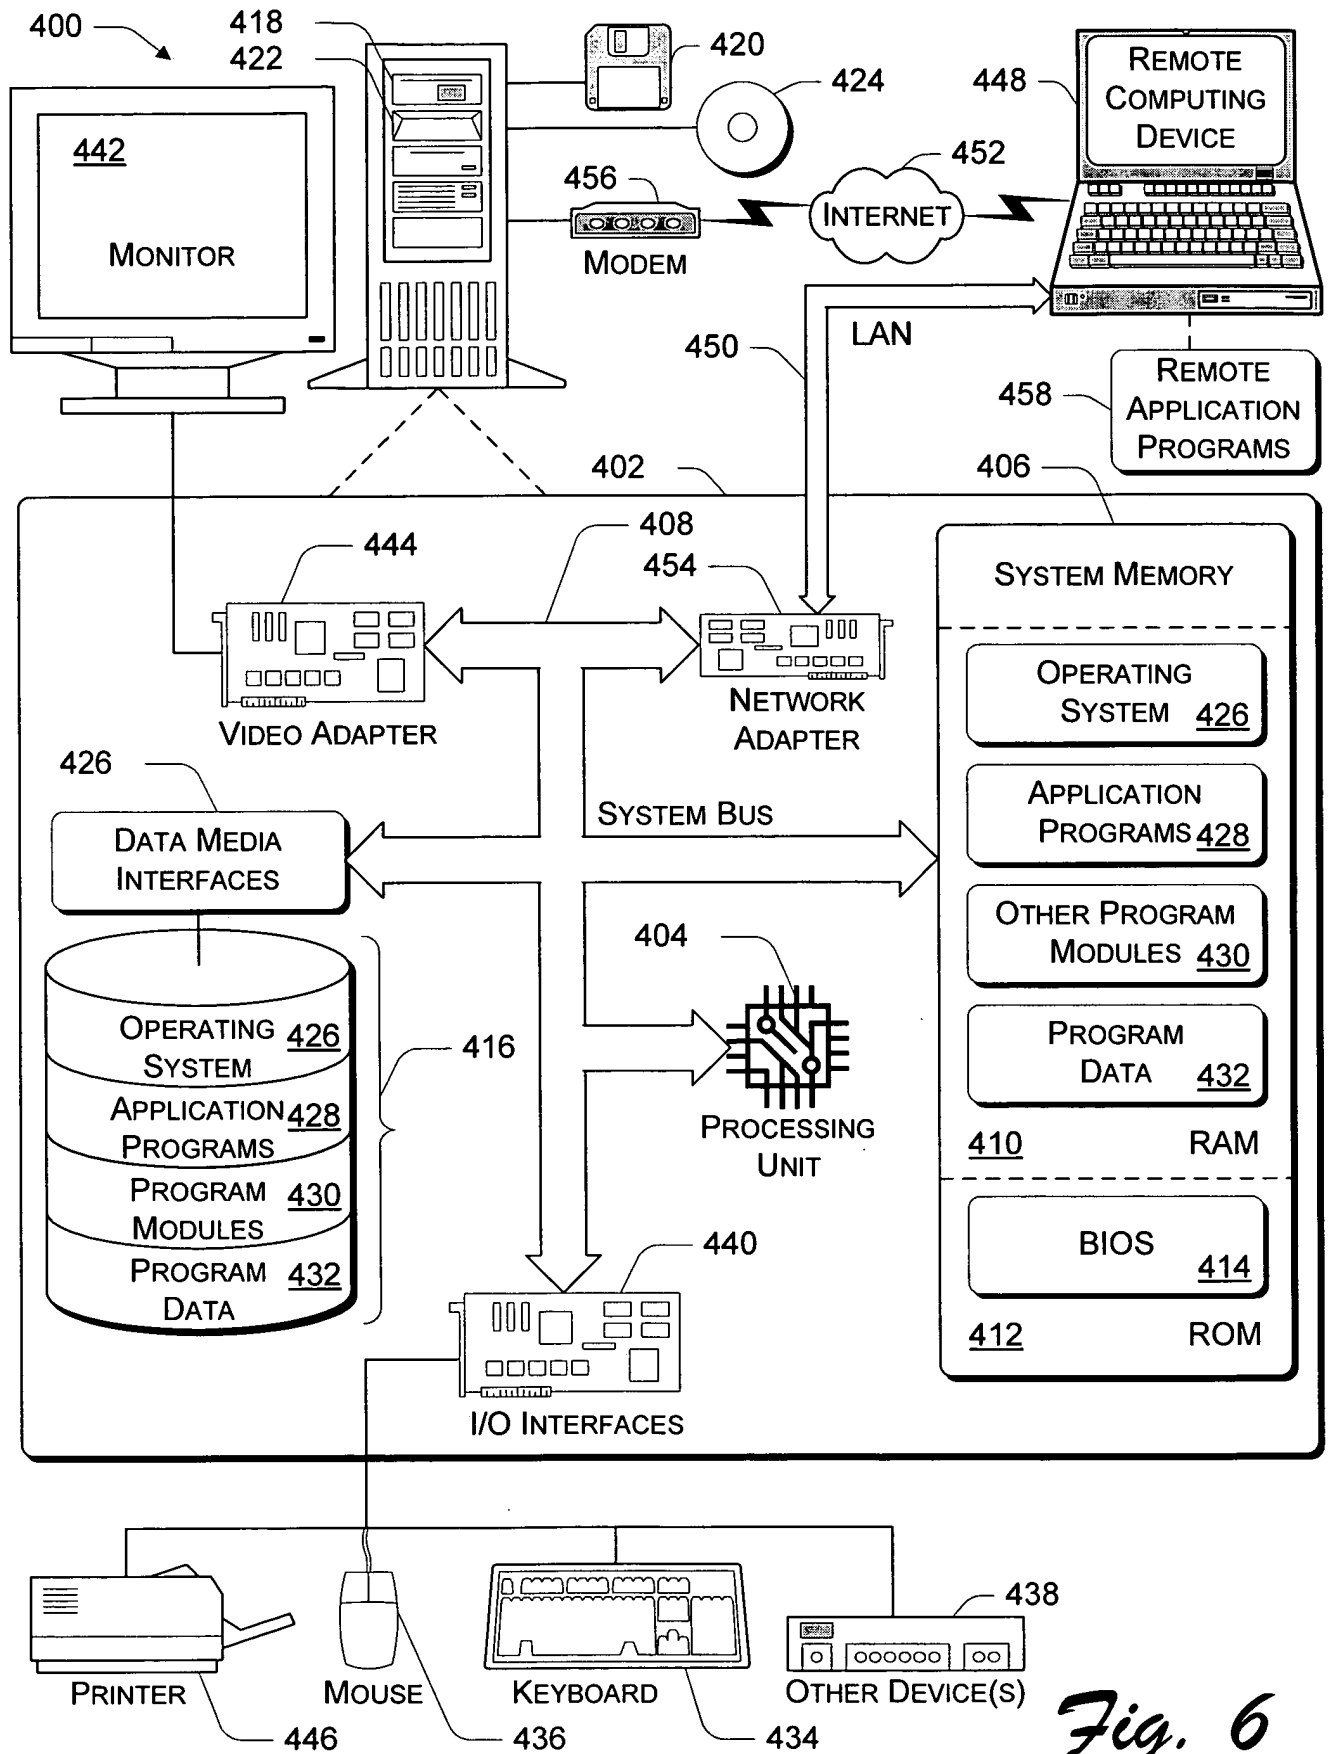 400
418
422
420
424
448
REMOTE
COMPUTING
DEVICE
442
MONITOR
456
MODEM
452
INTERNET
LAN
450
458
REMOTE
APPLICATION
PROGRAMS
402
406
408
444
454
SYSTEM MEMORY
VIDEO ADAPTER
NETWORK
ADAPTER
OPERATING
SYSTEM 426
426
DATA MEDIA
INTERFACES
SYSTEM BUS
APPLICATION
PROGRAMS 428
OTHER PROGRAM
MODULES 430
404
PROCESSING
UNIT
PROGRAM
DATA 432
410 RAM
OPERATING
SYSTEM 426
416
APPLICATION
PROGRAMS 428
PROGRAM
MODULES 430
PROGRAM
DATA 432
BIOS
414
412 ROM
440
I/O INTERFACES
438
PRINTER
MOUSE
KEYBOARD
OTHER DEVICE(S)
446
436
434
Fig. 6